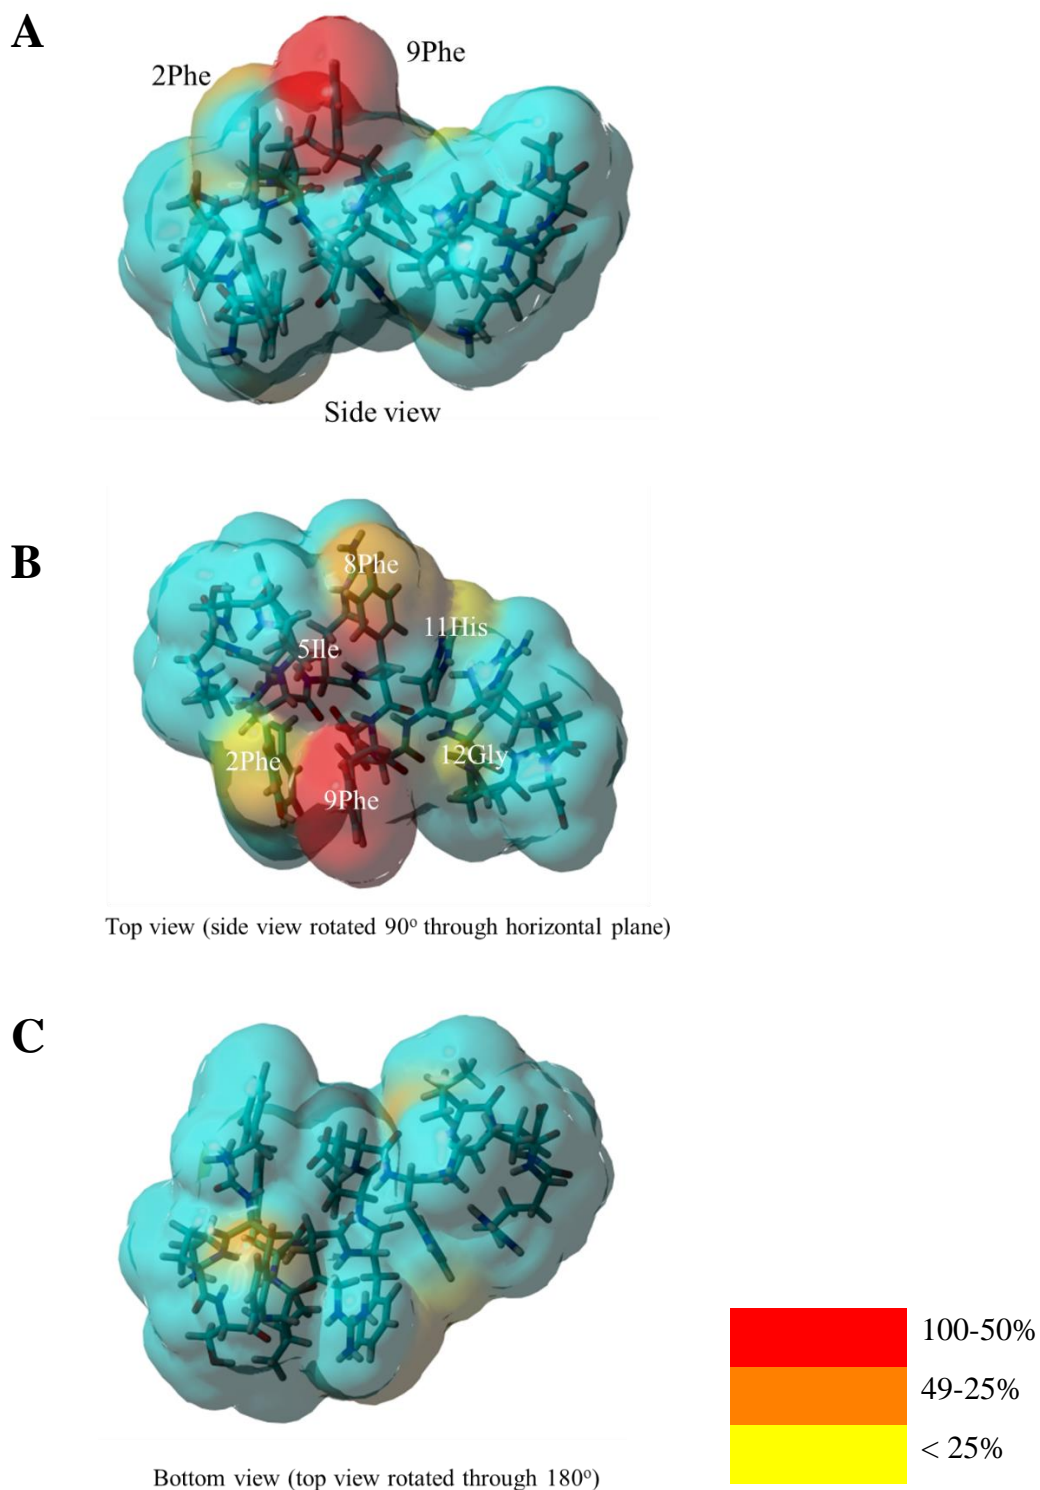 A
9Phe
2Phe
Side view
B
8Phe
11His
5Ile
2Phe
12Gly
9Phe
Top view (side view rotated 90° through horizontal plane)
C
100-50%
49-25%
< 25%
Bottom view (top view rotated through 180°)